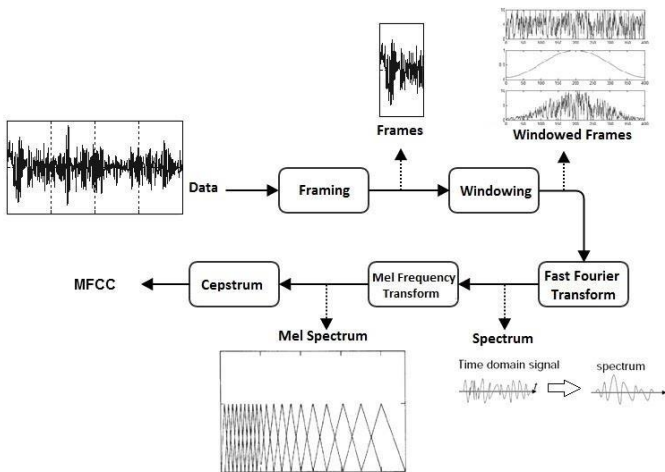 Frames
Windowed Frames
Data
Framing
Windowing
MFCC
Cepstrum
Mel Frequency
Transform
Fast Fourier
Transform
Mel Spectrum
Spectrum
Time domain signal
spectrum